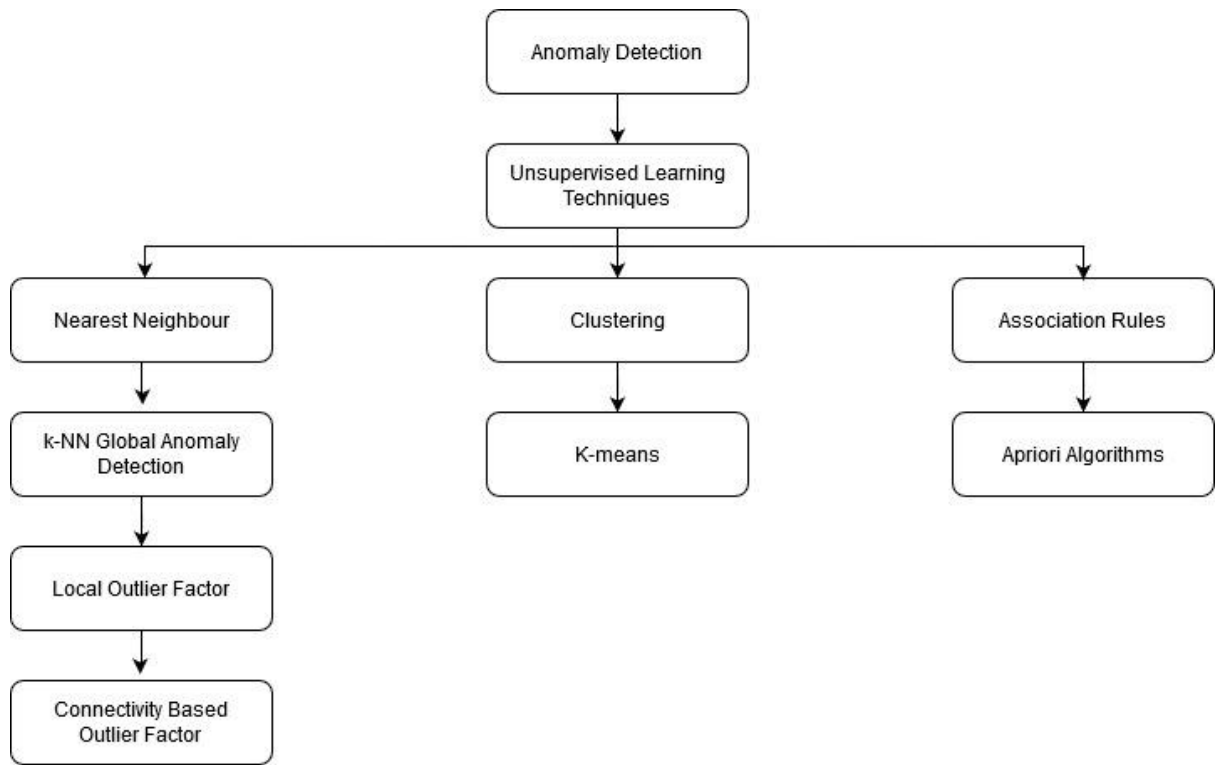 Anomaly Detection
Unsupervised Learning
Techniques
Nearest Neighbour
Clustering
Association Rules
k-NN Global Anomaly
Detection
K-means
Apriori Algorithms
Local Outlier Factor
Connectivity Based
Outlier Factor